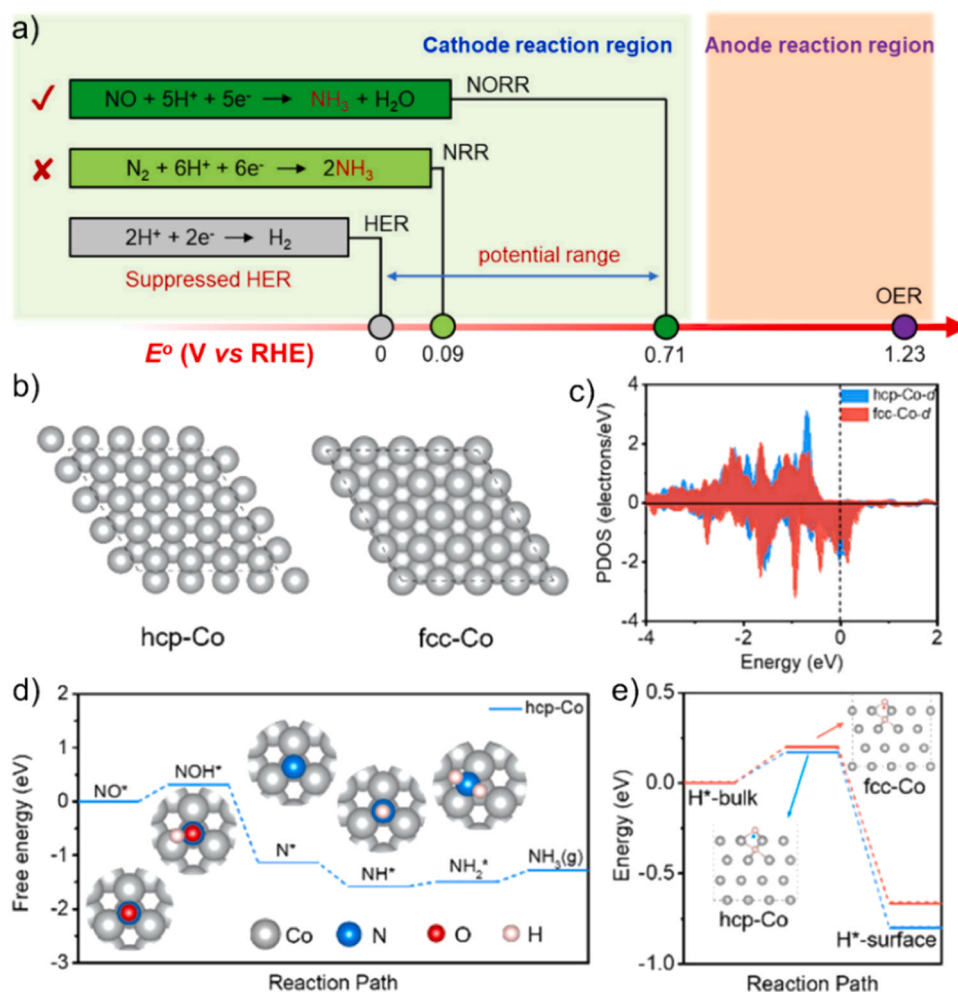 a)
Cathode reaction region
Anode reaction region
✓
NO + 5H⁺ + 5e⁻ → NH₃ + H₂O
NORR
✘
N₂ + 6H⁺ + 6e⁻ → 2NH₃
NRR
2H⁺ + 2e⁻ → H₂
HER
Suppressed HER
potential range
OER
E° (V vs RHE)
0
0.09
0.71
1.23
b)
hcp-Co
fcc-Co
c)
hcp-Co-d
fcc-Co-d
PDOS (electrons/eV)
4
2
0
-2
-4
-4
-2
0
2
Energy (eV)
d)
hcp-Co
Free energy (eV)
2
1
0
-1
-2
-3
NO*
NOH*
N*
NH*
NH₂*
NH₃(g)
Co
N
O
H
Reaction Path
e)
Energy (eV)
0.5
0.0
-0.5
-1.0
H*-bulk
fcc-Co
hcp-Co
H*-surface
Reaction Path